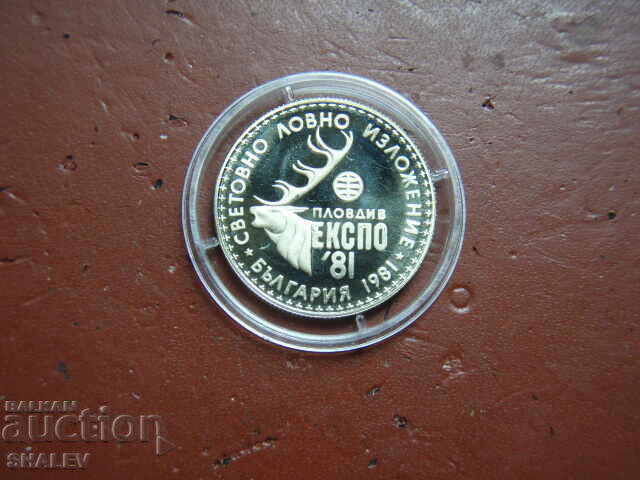 СВЕТОВНО ЛОВНО ИЗЛОЖЕНИЕ
ПЛОВДИВ
ЕКСПО
'81
БЪЛГАРИЯ 1981
BALKAN
auction
SHALEV